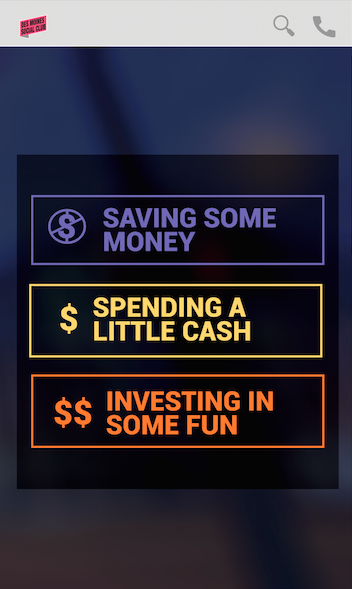 DES MOINES
SOCIAL CLUB
$ SAVING SOME
MONEY
$ SPENDING A
LITTLE CASH
$$ INVESTING IN
SOME FUN